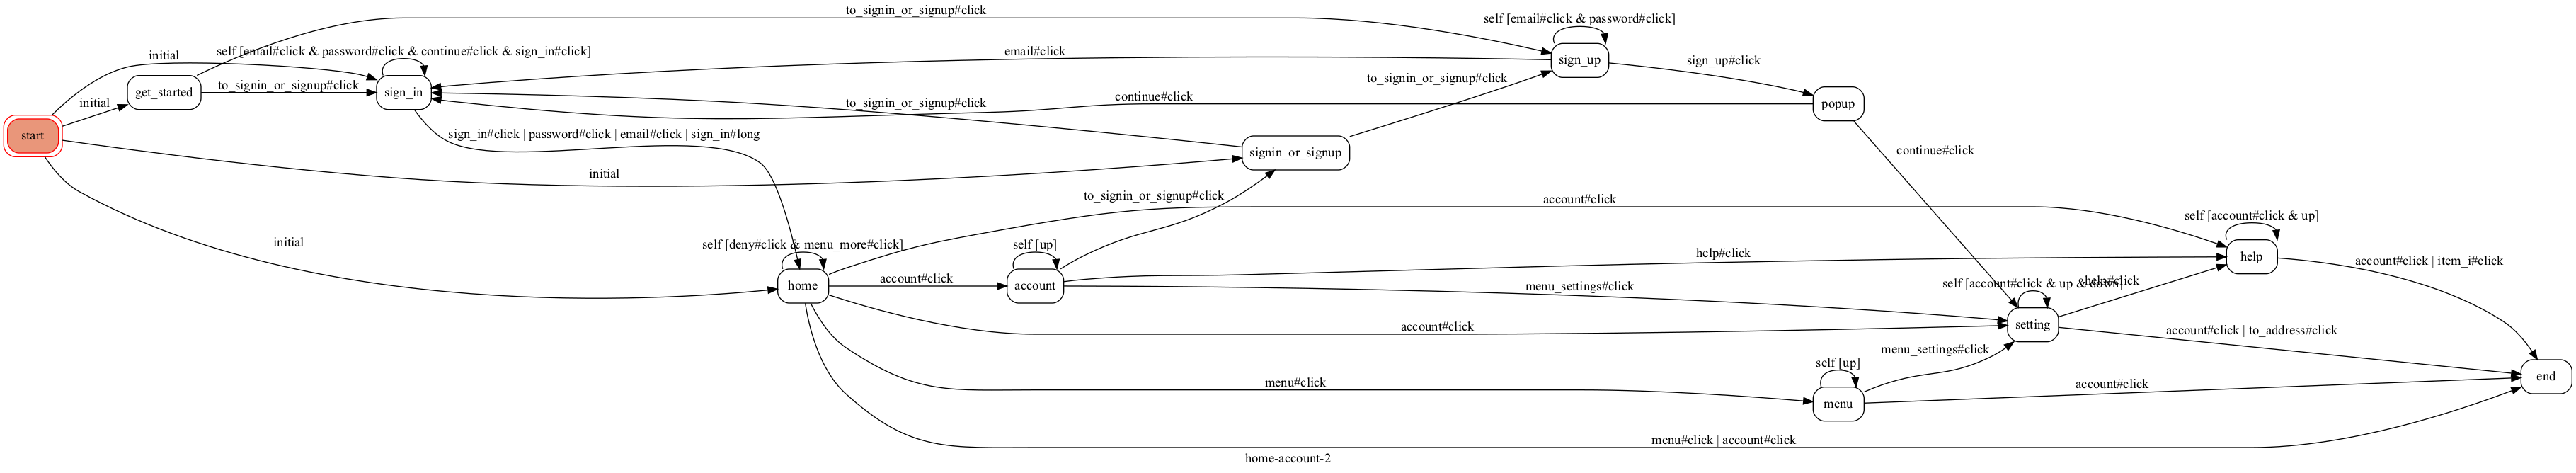 to_signin_or_signup#click
self [email#click & password#click]
initial
self [email#click & password#click & continue#click & sign_in#click]
email#click
sign_up
sign_up#click
get_started
to_signin_or_signup#click
sign_in
to_signin_or_signup#click
initial
to_signin_or_signup#click
continue#click
popup
start
sign_in#click | password#click | email#click | sign_in#long
signin_or_signup
continue#click
initial
to_signin_or_signup#click
account#click
self [account#click & up]
initial
self [deny#click & menu_more#click]
self [up]
help#click
help
account#click | item_i#click
home
account#click
account
menu_settings#click
self [account#click & up & down]
help#click
account#click
setting
account#click | to_address#click
menu_settings#click
self [up]
menu#click
menu
account#click
end
menu#click | account#click
home-account-2